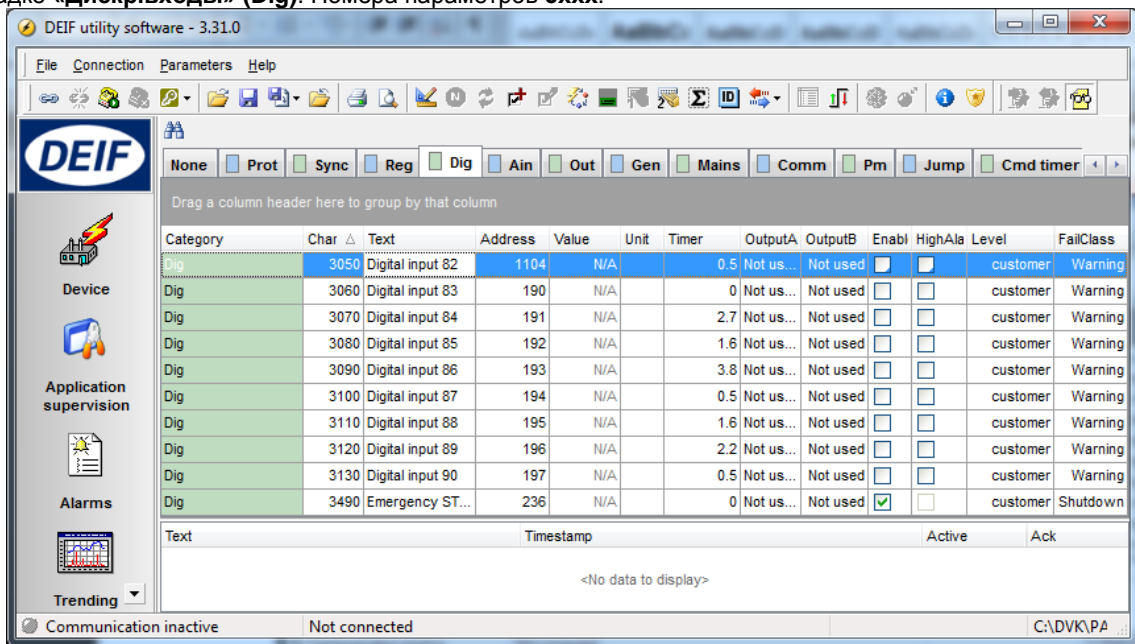 «Дискр.входы» (Dig). Номера параметров
DEIF utility software - 3.31.0
File Connection Parameters Help
DEIF
None Prot Sync Reg Dig Ain Out Gen Mains Comm Pm Jump Cmd timer
Drag a column header here to group by that column
Category Char Text Address Value Unit Timer OutputA OutputB Enabl HighAla Level FailClass
Dig 3050 Digital input 82 1104 N/A 0.5 Not us... Not used customer Warning
Dig 3060 Digital input 83 190 N/A 0 Not us... Not used customer Warning
Dig 3070 Digital input 84 191 N/A 2.7 Not us... Not used customer Warning
Dig 3080 Digital input 85 192 N/A 1.6 Not us... Not used customer Warning
Dig 3090 Digital input 86 193 N/A 3.8 Not us... Not used customer Warning
Dig 3100 Digital input 87 194 N/A 0.5 Not us... Not used customer Warning
Dig 3110 Digital input 88 195 N/A 1.6 Not us... Not used customer Warning
Dig 3120 Digital input 89 196 N/A 2.2 Not us... Not used customer Warning
Dig 3130 Digital input 90 197 N/A 0.5 Not us... Not used customer Warning
Dig 3490 Emergency ST... 236 N/A 0 Not us... Not used customer Shutdown
Device
Application
supervision
Alarms
Trending
Text Timestamp Active Ack
<No data to display>
Communication inactive Not connected C:\DVK\PA